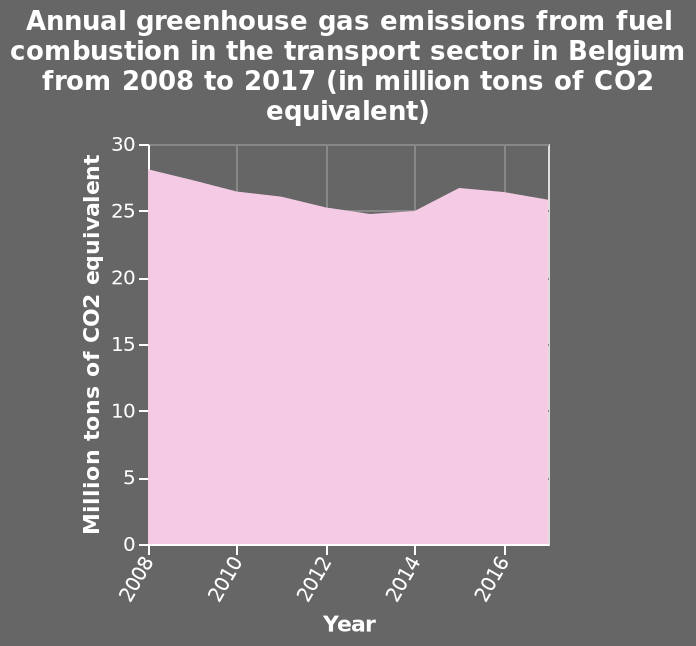 Annual greenhouse gas emissions from fuel
combustion in the transport sector in Belgium
from 2008 to 2017 (in million tons of CO2
equivalent)
30
25
20
15
10
5
0
Million tons of CO2 equivalent
2008
2010
2012
2014
2016
Year